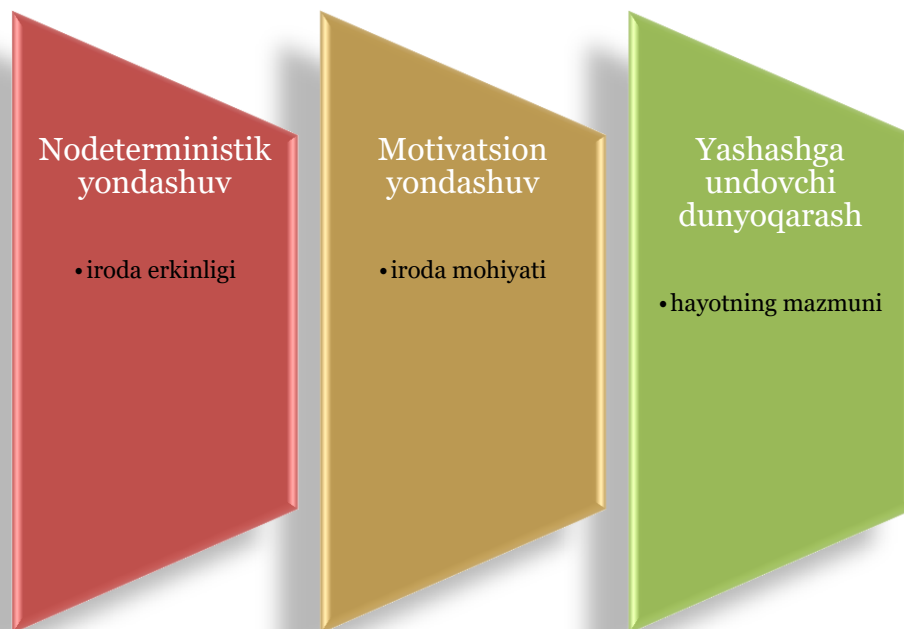 Nodeterministik
yondashuv
• iroda erkinligi
Motivatsion
yondashuv
• iroda mohiyati
Yashashga
undovchi
dunyoqarash
• hayotning mazmuni